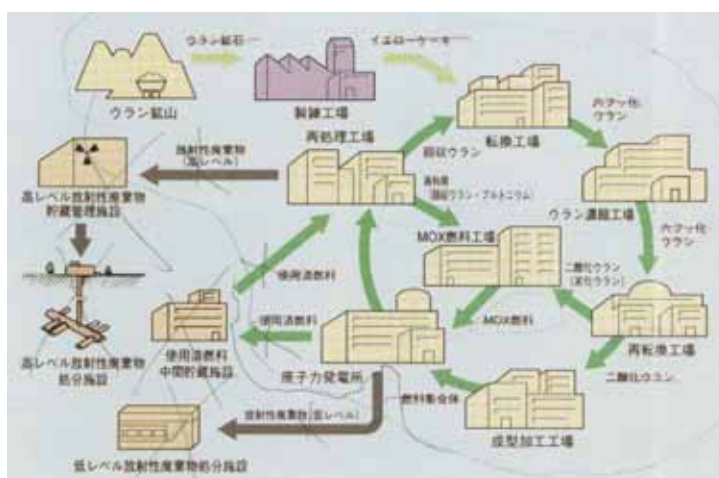 ウラン鉱石
イエローケーキ
ウラン鉱山
製錬工場
転換工場
六フッ化
ウラン
再処理工場
回収ウラン
放射性廃棄物
(高レベル)
高レベル放射性廃棄物
貯蔵管理施設
(回収ウラン・プルトニウム)
ウラン濃縮工場
六フッ化
ウラン
MOX燃料工場
二酸化ウラン
MOX燃料
再転換工場
使用済燃料
使用済燃料
使用済燃料
中間貯蔵施設
高レベル放射性廃棄物
処分施設
原子力発電所
二酸化ウラン
燃料集合体
成型加工工場
放射性廃棄物(低レベル)
低レベル放射性廃棄物処分施設